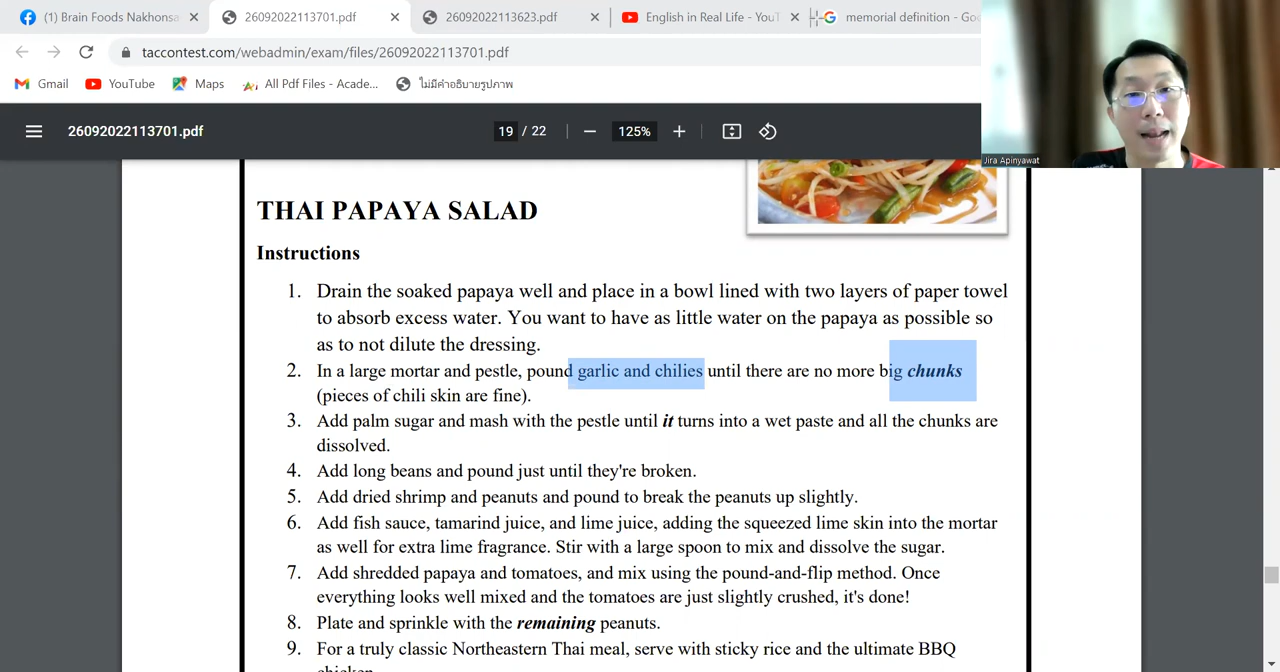 (1) Brain Foods Nakhonsa
26092022113701.pdf
26092022113623.pdf
English in Real Life - YouT
memorial definition - Goo
taccontest.com/webadmin/exam/files/26092022113701.pdf
Gmail
YouTube
Maps
All Pdf Files - Acade...
ไม่มีคำอธิบายรูปภาพ
26092022113701.pdf
19 / 22
125%
Jira Apinyawat
THAI PAPAYA SALAD
Instructions
1. Drain the soaked papaya well and place in a bowl lined with two layers of paper towel
to absorb excess water. You want to have as little water on the papaya as possible so
as to not dilute the dressing.
2. In a large mortar and pestle, pound garlic and chilies until there are no more big chunks
(pieces of chili skin are fine).
3. Add palm sugar and mash with the pestle until it turns into a wet paste and all the chunks are
dissolved.
4. Add long beans and pound just until they're broken.
5. Add dried shrimp and peanuts and pound to break the peanuts up slightly.
6. Add fish sauce, tamarind juice, and lime juice, adding the squeezed lime skin into the mortar
as well for extra lime fragrance. Stir with a large spoon to mix and dissolve the sugar.
7. Add shredded papaya and tomatoes, and mix using the pound-and-flip method. Once
everything looks well mixed and the tomatoes are just slightly crushed, it's done!
8. Plate and sprinkle with the remaining peanuts.
9. For a truly classic Northeastern Thai meal, serve with sticky rice and the ultimate BBQ
chicken.